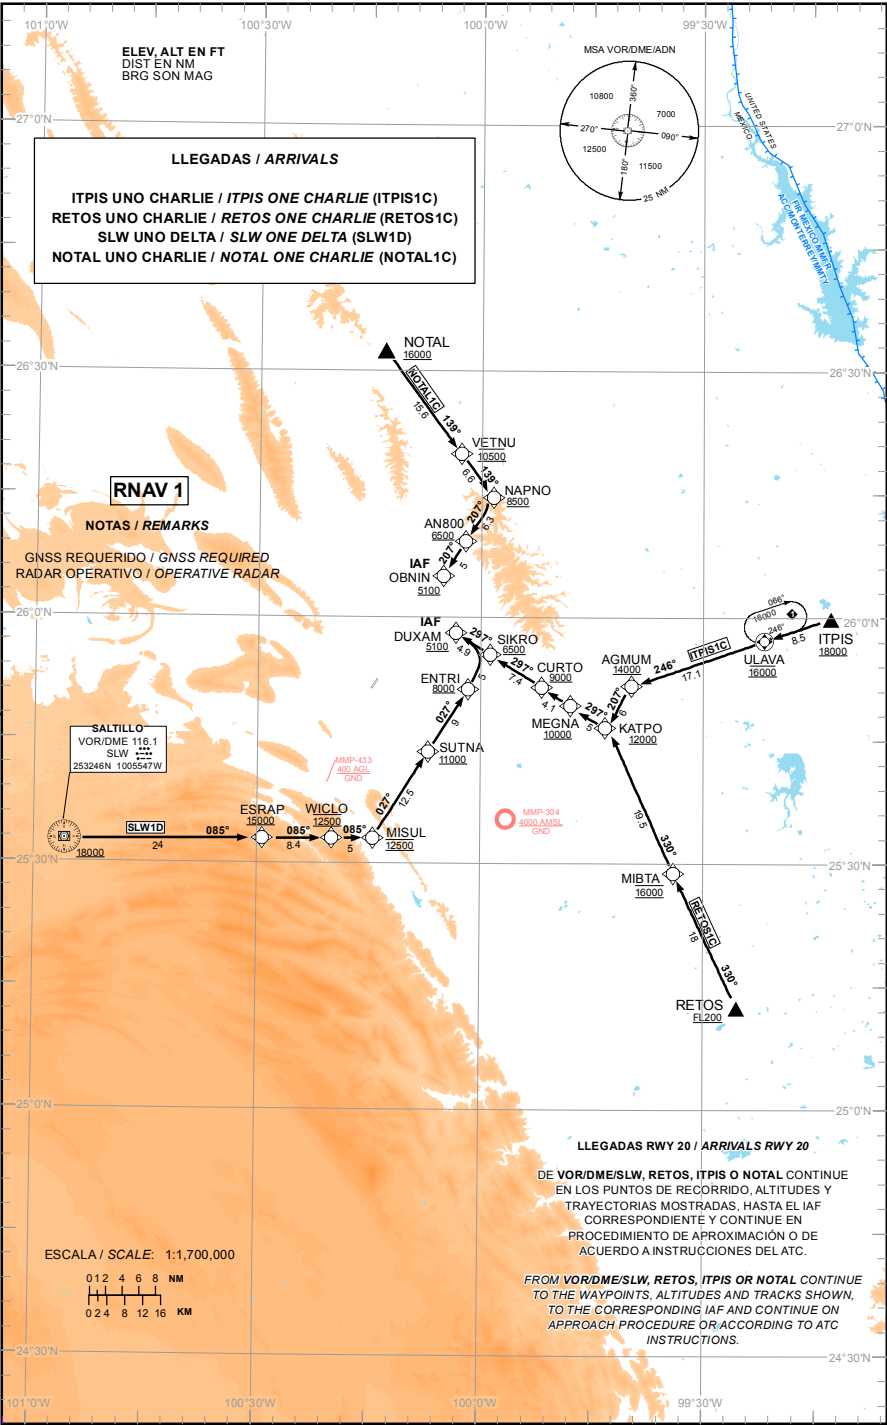 101°0'W
100°30'W
100°0'W
99°30'W
ELEV, ALT EN FT
DIST EN NM
BRG SON MAG
MSA VOR/DME/ADN
10800
360°
7000
270°
090°
12500
180°
11500
25 NM
UNITED STATES
MEXICO
27°0'N
27°0'N
LLEGADAS / ARRIVALS
ITPIS UNO CHARLIE / ITPIS ONE CHARLIE (ITPIS1C)
RETOS UNO CHARLIE / RETOS ONE CHARLIE (RETOS1C)
SLW UNO DELTA / SLW ONE DELTA (SLW1D)
NOTAL UNO CHARLIE / NOTAL ONE CHARLIE (NOTAL1C)
FIR MEXICO/MMFR
ACC/MONTERREY/MMTY
NOTAL
16000
26°30'N
26°30'N
NOTAL1C
15.6
139°
VETNU
10500
139°
6.6
RNAV 1
NAPNO
8500
207°
6.3
NOTAS / REMARKS
AN800
6500
GNSS REQUERIDO / GNSS REQUIRED
RADAR OPERATIVO / OPERATIVE RADAR
207°
5
IAF
OBNIN
5100
26°0'N
26°0'N
066°
16000
246°
ITPIS
18000
8.5
ULAVA
16000
ITPIS1C
246°
17.1
IAF
DUXAM
5100
297°
4.9
SIKRO
6500
297°
7.4
CURTO
9000
AGMUM
14000
207°
6
ENTRI
8000
5
4.1
MEGNA
10000
297°
5
KATPO
12000
027°
9
SUTNA
11000
SALTILLO
VOR/DME 116.1
SLW
253246N 1005547W
MMP-433
400 AGL
GND
027°
12.5
MMP-304
4000 AMSL
GND
19.5
330°
18000
SLW1D
24
085°
ESRAP
15000
085°
8.4
WICLO
12500
085°
5
MISUL
12500
25°30'N
25°30'N
MIBTA
16000
RETOS1C
18
330°
RETOS
FL200
25°0'N
25°0'N
LLEGADAS RWY 20 / ARRIVALS RWY 20
DE VOR/DME/SLW, RETOS, ITPIS O NOTAL CONTINUE
EN LOS PUNTOS DE RECORRIDO, ALTITUDES Y
TRAYECTORIAS MOSTRADAS, HASTA EL IAF
CORRESPONDIENTE Y CONTINUE EN
PROCEDIMIENTO DE APROXIMACIÓN O DE
ACUERDO A INSTRUCCIONES DEL ATC.
FROM VOR/DME/SLW, RETOS, ITPIS OR NOTAL CONTINUE
TO THE WAYPOINTS, ALTITUDES AND TRACKS SHOWN,
TO THE CORRESPONDING IAF AND CONTINUE ON
APPROACH PROCEDURE OR ACCORDING TO ATC
INSTRUCTIONS.
ESCALA / SCALE: 1:1,700,000
0 1 2 4 6 8 NM
0 2 4 8 12 16 KM
24°30'N
24°30'N
101°0'W
100°30'W
100°0'W
99°30'W